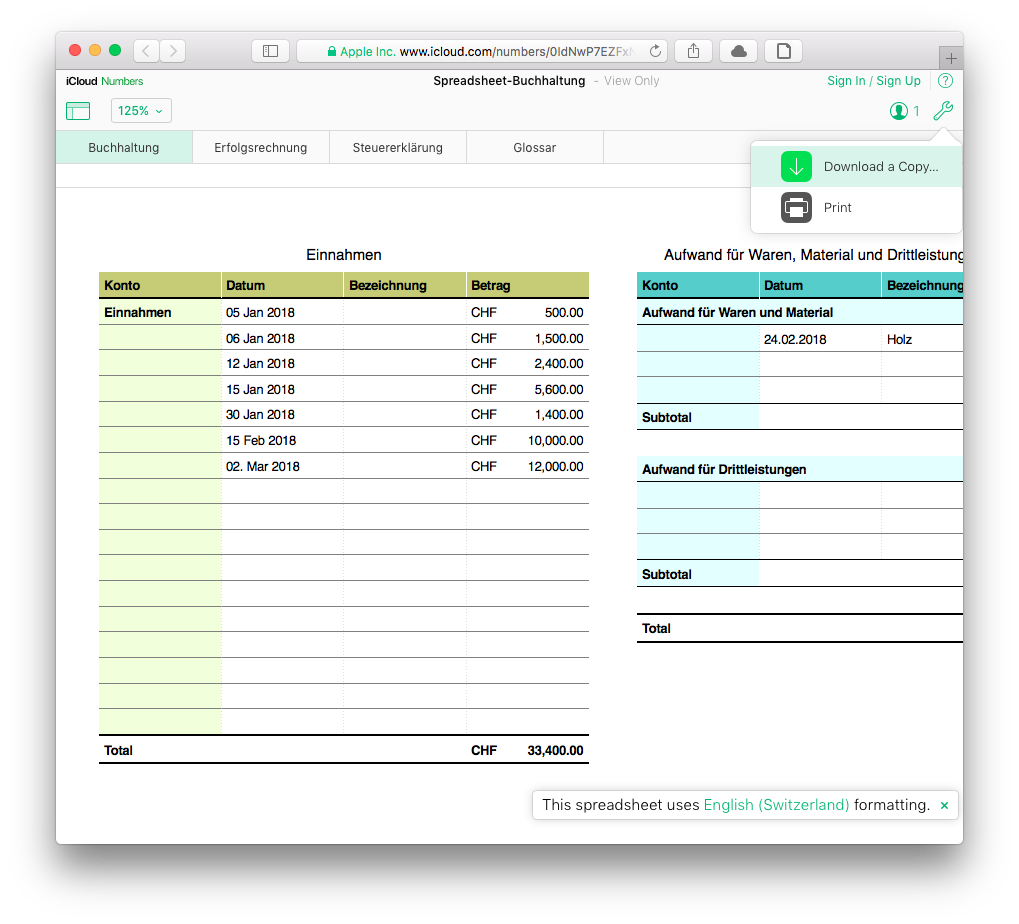 Apple Inc. www.icloud.com/numbers/0IdNwP7EZFxN
iCloud Numbers
Spreadsheet-Buchhaltung - View Only
Sign In / Sign Up ?
125%
1
Buchhaltung Erfolgsrechnung Steuererklärung Glossar
Download a Copy...
Print
Einnahmen
Konto Datum Bezeichnung Betrag
Einnahmen 05 Jan 2018 CHF 500.00
06 Jan 2018 CHF 1,500.00
12 Jan 2018 CHF 2,400.00
15 Jan 2018 CHF 5,600.00
30 Jan 2018 CHF 1,400.00
15 Feb 2018 CHF 10,000.00
02. Mar 2018 CHF 12,000.00
Total CHF 33,400.00
Aufwand für Waren, Material und Drittleistung
Konto Datum Bezeichnung
Aufwand für Waren und Material
24.02.2018 Holz
Subtotal
Aufwand für Drittleistungen
Subtotal
Total
This spreadsheet uses English (Switzerland) formatting. ×